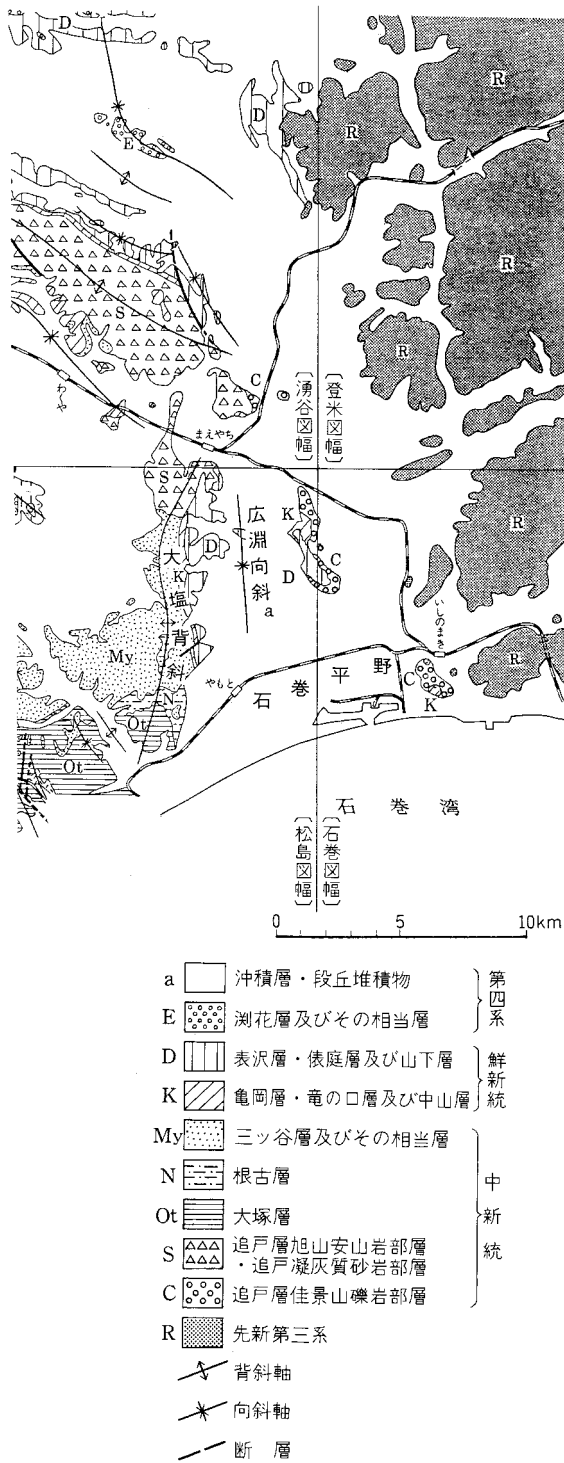 D
R
D
R
E
R
S
R
C
わくや
まえやち
〔涌谷図幅〕
〔登米図幅〕
S
K
D
広淵向斜
a
C
R
大塩背斜
K
D
My
N
いしのまき
やもと
石巻平野
C
K
R
Ot
Ot
石巻湾
〔松島図幅〕
〔石巻図幅〕
0 5 10km
a 沖積層・段丘堆積物
E 渕花層及びその相当層
第四系
D 表沢層・俵庭層及び山下層
K 亀岡層・竜の口層及び中山層
鮮新統
My 三ッ谷層及びその相当層
N 根古層
Ot 大塚層
S 追戸層旭山安山岩部層
・追戸凝灰質砂岩部層
C 追戸層佳景山礫岩部層
中新統
R 先新第三系
背斜軸
向斜軸
断層